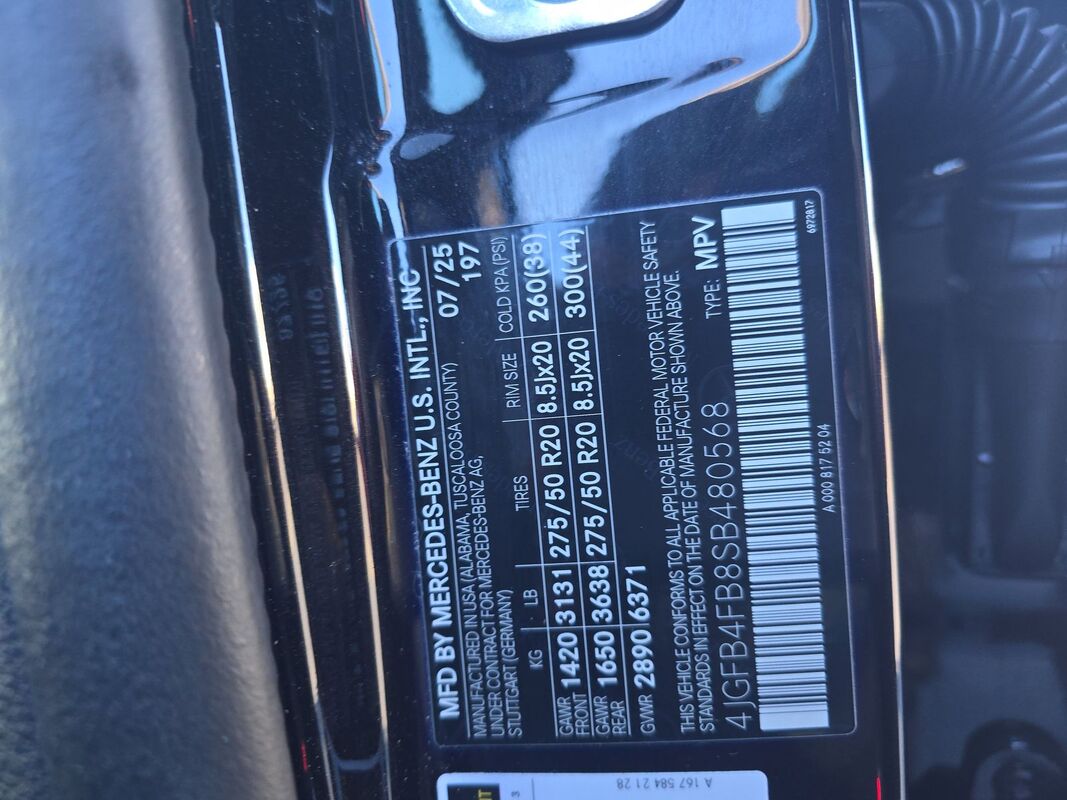 MFD BY MERCEDES-BENZ U.S. INTL., INC
MANUFACTURED IN USA (ALABAMA, TUSCALOOSA COUNTY) 07/25
UNDER CONTRACT FOR MERCEDES-BENZ AG, 197
STUTTGART (GERMANY)
KG LB TIRES RIM SIZE COLD KPA (PSI)
GAWR FRONT 1420 3131 275/50 R20 8.5Jx20 260(38)
GAWR REAR 1650 3638 275/50 R20 8.5Jx20 300(44)
GVWR 2890 6371
THIS VEHICLE CONFORMS TO ALL APPLICABLE FEDERAL MOTOR VEHICLE SAFETY
STANDARDS IN EFFECT ON THE DATE OF MANUFACTURE SHOWN ABOVE.
4JGFB4FB8SB480568 TYPE: MPV
A 000 817 52 04 6972817
A 167 584 21 28